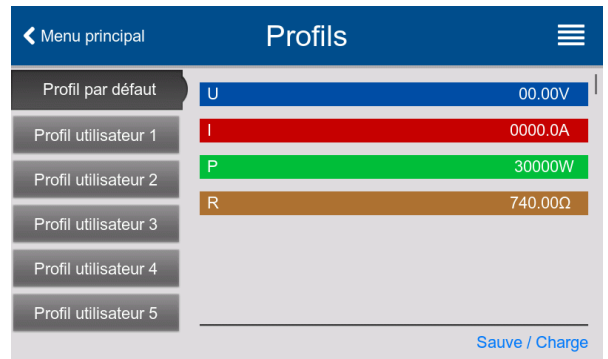 Menu principal
Profils
Profil par défaut
Profil utilisateur 1
Profil utilisateur 2
Profil utilisateur 3
Profil utilisateur 4
Profil utilisateur 5
U 00.00V
I 0000.0A
P 30000W
R 740.00Ω
Sauve / Charge